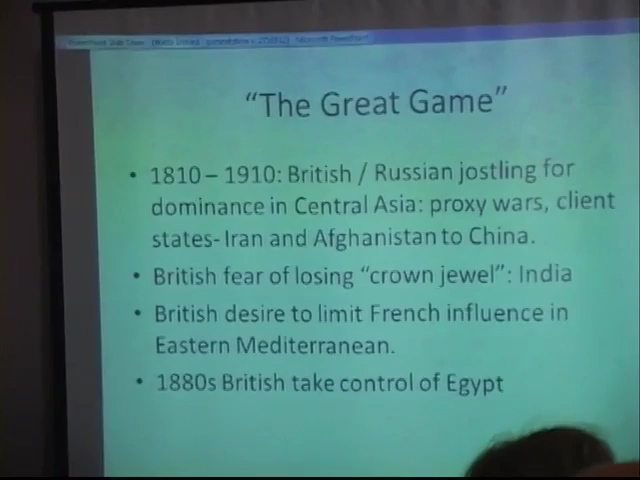 “The Great Game”
• 1810 – 1910: British / Russian jostling for
dominance in Central Asia: proxy wars, client
states- Iran and Afghanistan to China.
• British fear of losing “crown jewel”: India
• British desire to limit French influence in
Eastern Mediterranean.
• 1880s British take control of Egypt